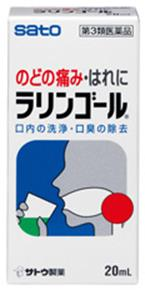 sato
第3類医薬品
のどの痛み・はれに
ラリンゴール®
口内の洗浄・口臭の除去
サトウ製薬
20mL